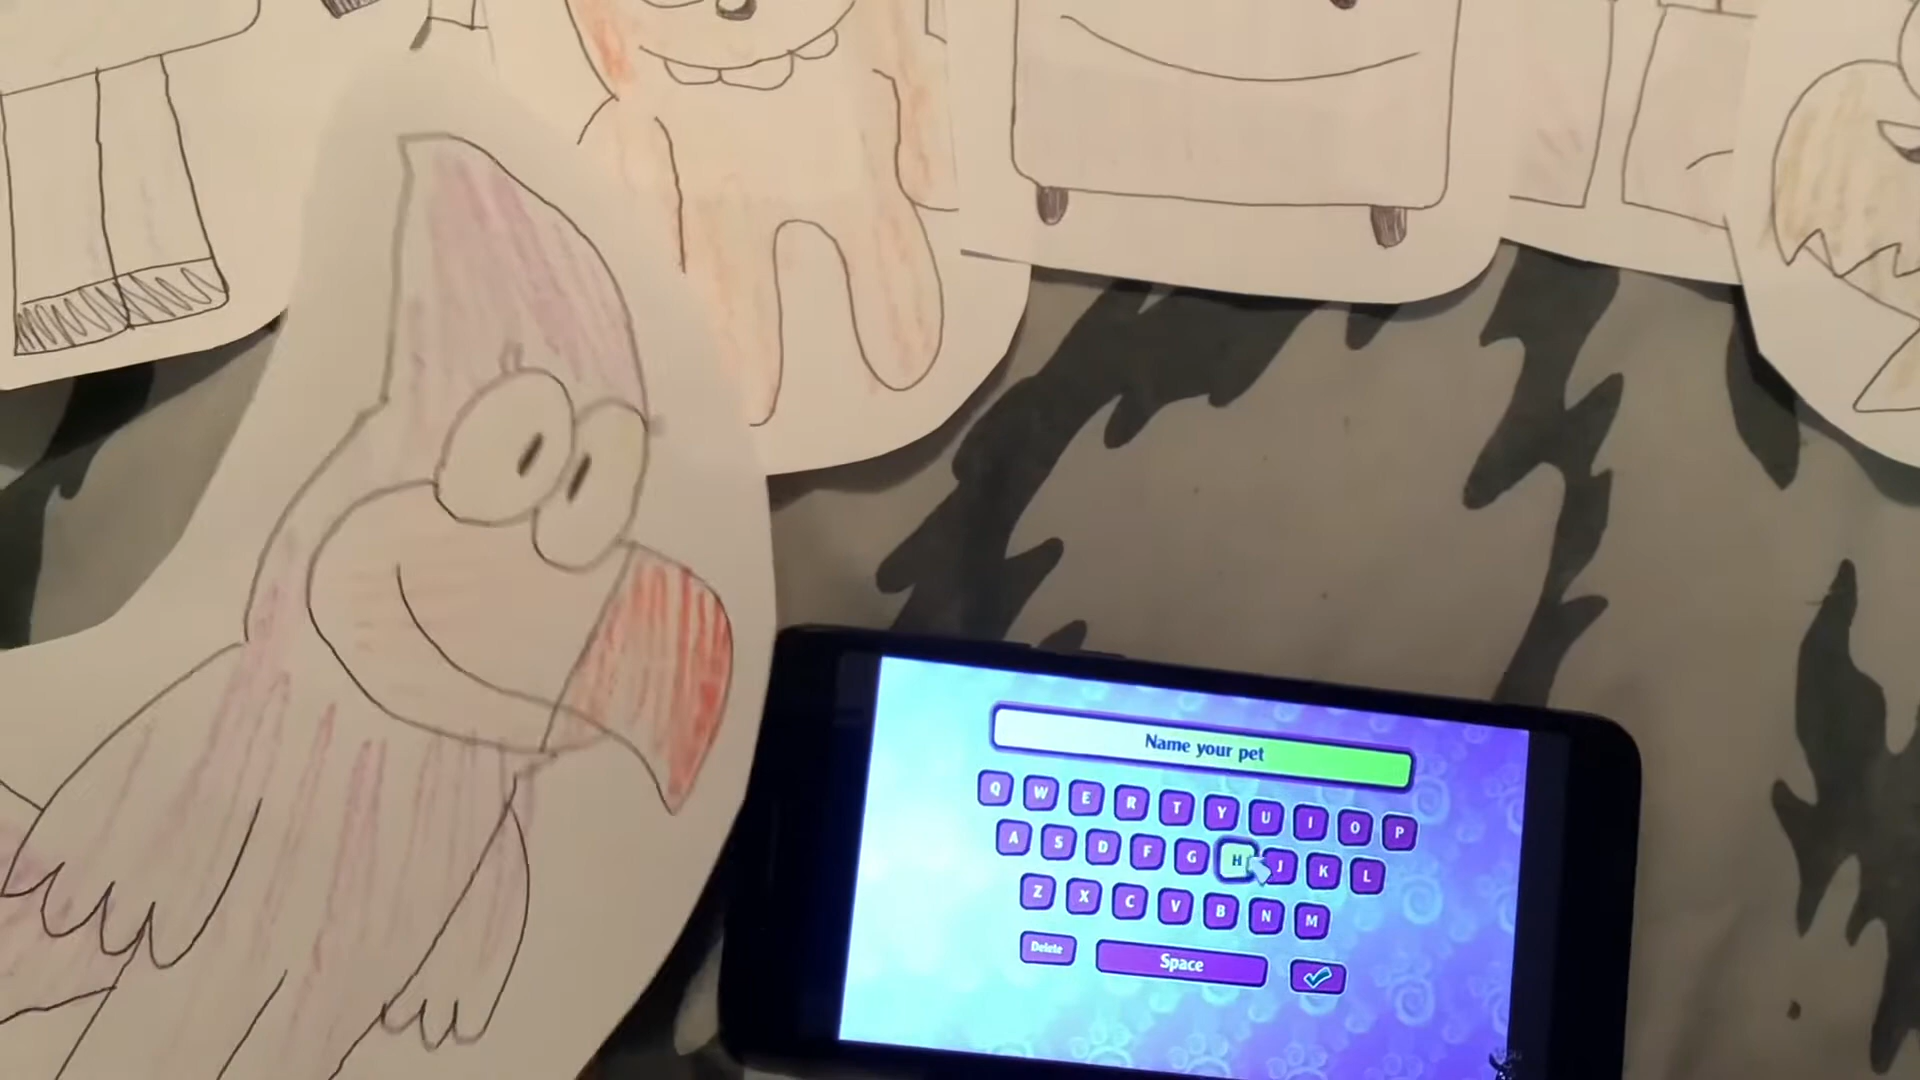 Name your pet
Q W E R T Y U I O P
A S D F G H J K L
Z X C V B N M
Delete Space